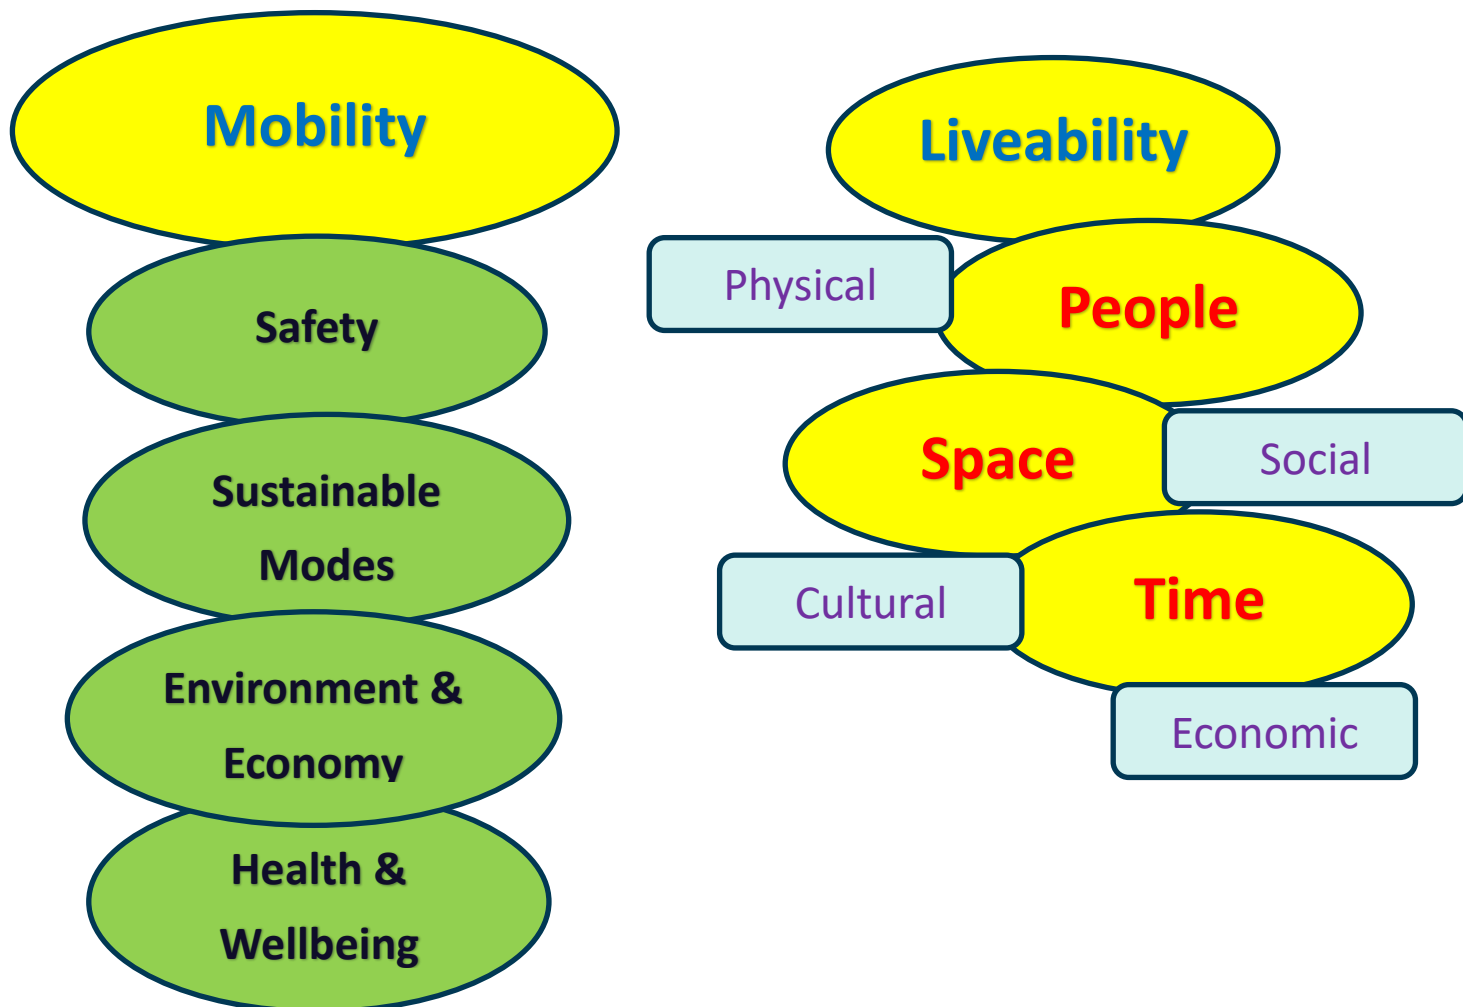 Mobility
Safety
Sustainable
Modes
Environment &
Economy
Health &
Wellbeing
Liveability
Physical
People
Space
Social
Cultural
Time
Economic